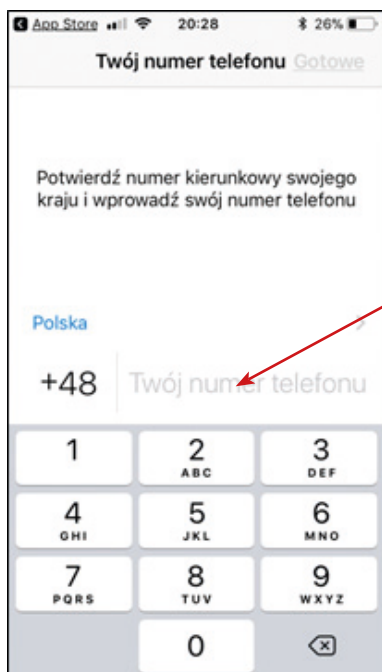 App Store 20:28 26%
Twój numer telefonu Gotowe
Potwierdź numer kierunkowy swojego
kraju i wprowadź swój numer telefonu
Polska
+48 Twój numer telefonu
1 2 3
ABC DEF
4 5 6
GHI JKL MNO
7 8 9
PQRS TUV WXYZ
0